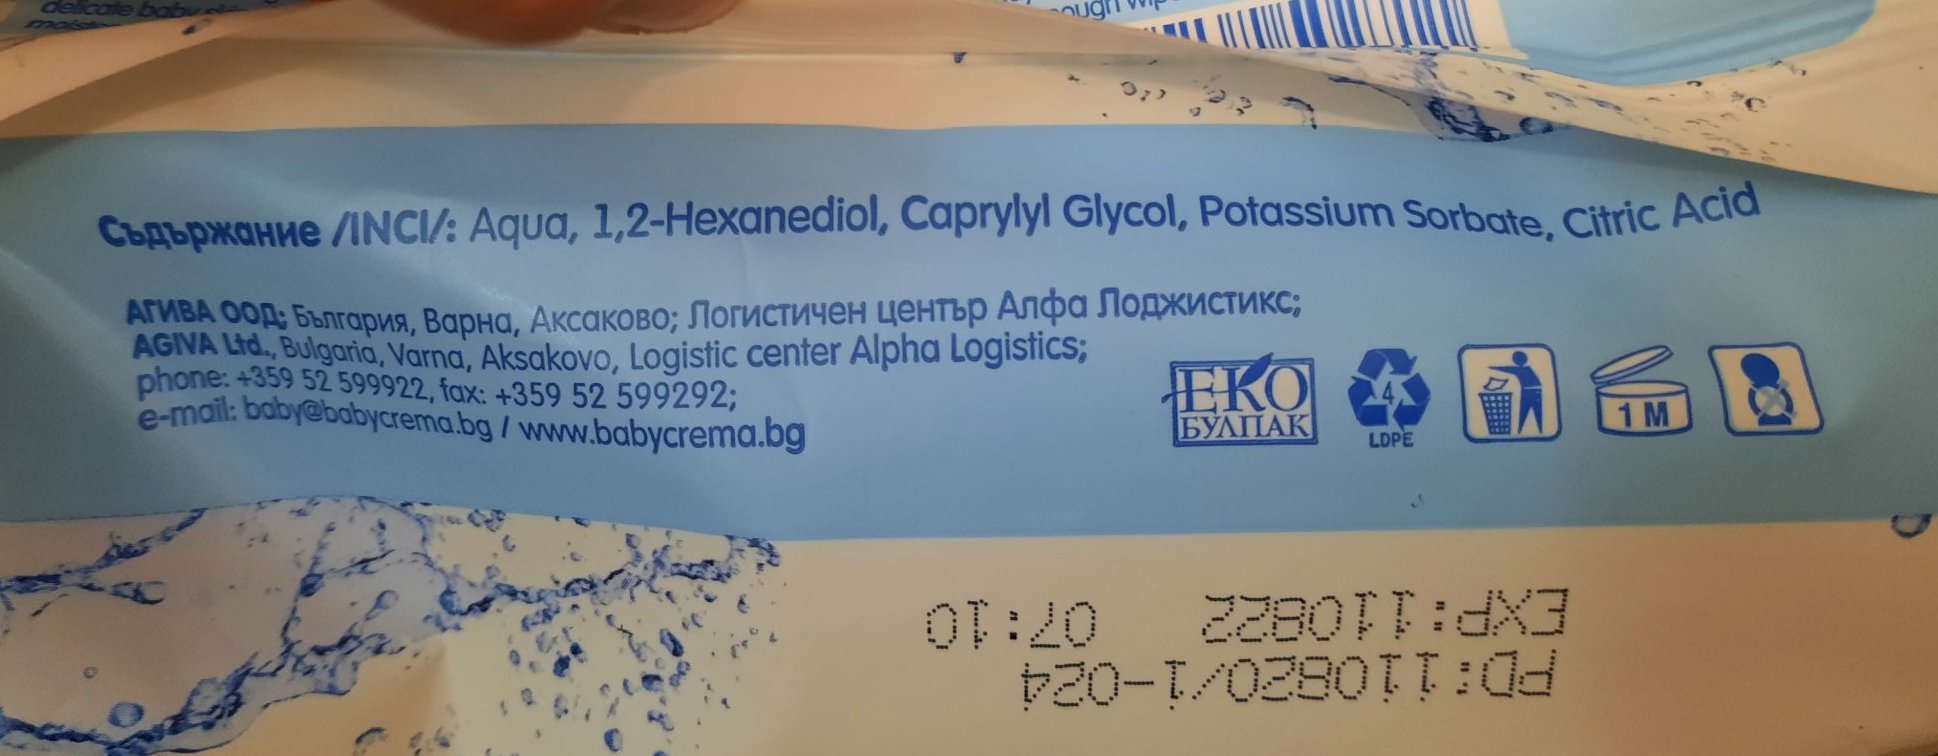 delicate baby
Съдържание /INCI/: Aqua, 1,2-Hexanediol, Caprylyl Glycol, Potassium Sorbate, Citric Acid
АГИВА ООД; България, Варна, Аксаково; Логистичен център Алфа Лоджистикс;
AGIVA Ltd., Bulgaria, Varna, Aksakovo, Logistic center Alpha Logistics;
phone: +359 52 599922, fax: +359 52 599292;
e-mail: baby@babycrema.bg / www.babycrema.bg
ЕКО
БУЛПАК
4
LDPE
1 M
PD:110820/1-024
EXP:110822 07:10